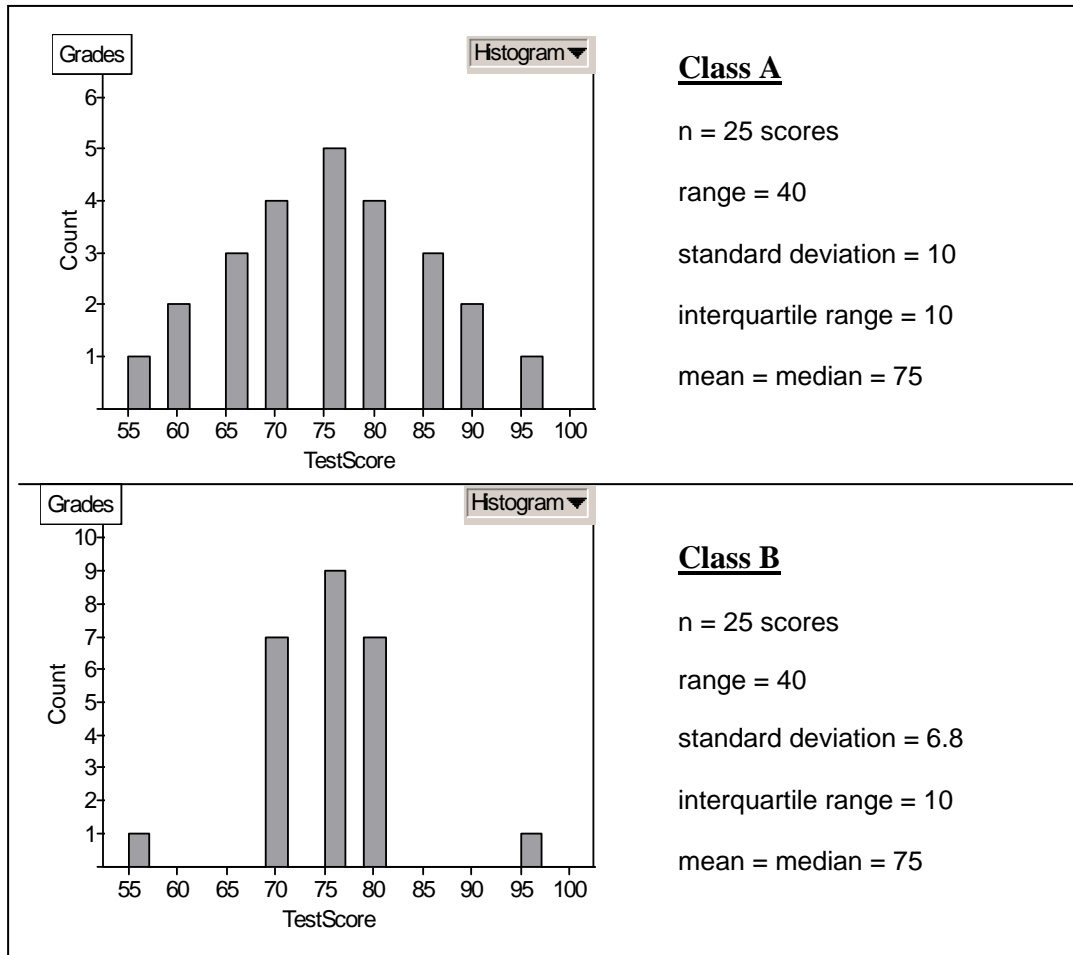 Grades
Histogram
6
5
4
3
2
1
Count
55 60 65 70 75 80 85 90 95 100
TestScore
Class A
n = 25 scores
range = 40
standard deviation = 10
interquartile range = 10
mean = median = 75
Grades
Histogram
10
9
8
7
6
5
4
3
2
1
Count
55 60 65 70 75 80 85 90 95 100
TestScore
Class B
n = 25 scores
range = 40
standard deviation = 6.8
interquartile range = 10
mean = median = 75